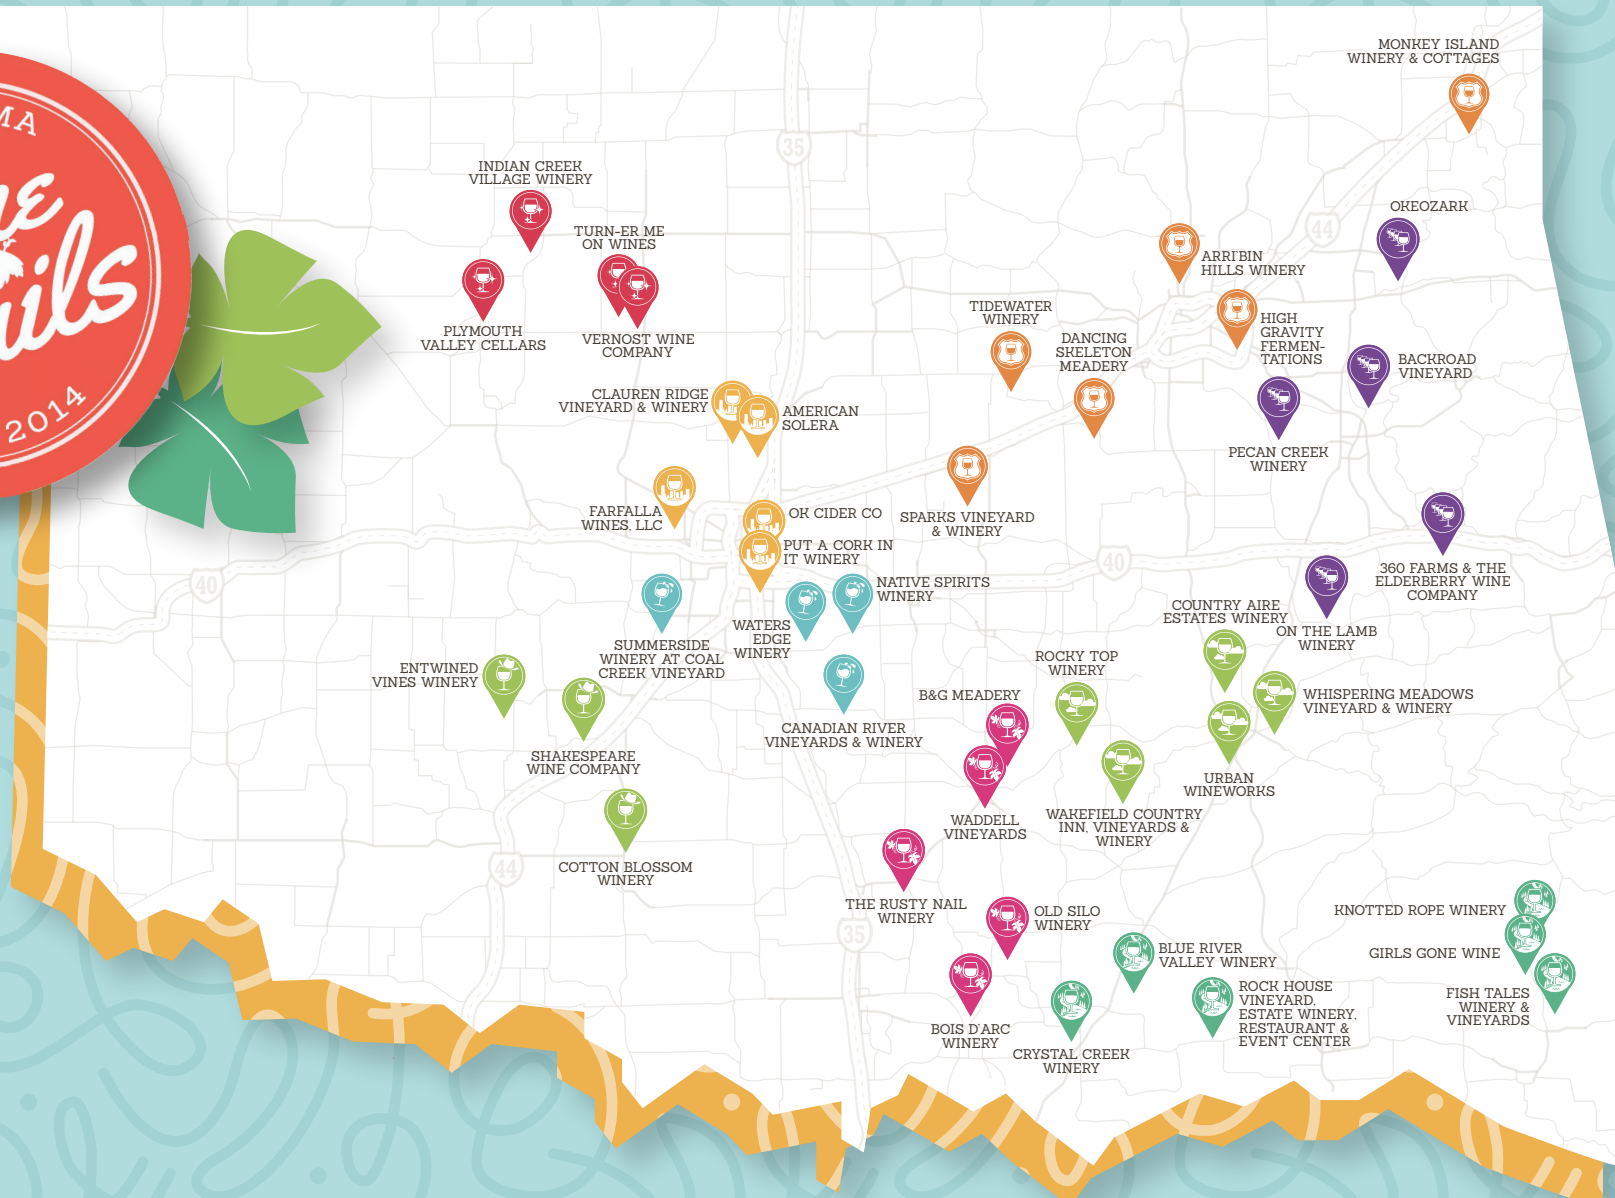 MONKEY ISLAND
WINERY & COTTAGES
MA
35
INDIAN CREEK
VILLAGE WINERY
OKEOZARK
44
TURN-ER ME
ON WINES
ARRIBIN
HILLS WINERY
ails
TIDEWATER
WINERY
HIGH
GRAVITY
FERMEN-
TATIONS
PLYMOUTH
VALLEY CELLARS
VERNOST WINE
COMPANY
DANCING
SKELETON
MEADERY
BACKROAD
VINEYARD
2014
CLAUREN RIDGE
VINEYARD & WINERY
AMERICAN
SOLERA
PECAN CREEK
WINERY
FARFALLA
WINES, LLC
OK CIDER CO
SPARKS VINEYARD
& WINERY
PUT A CORK IN
IT WINERY
40
40
360 FARMS & THE
ELDERBERRY WINE
COMPANY
NATIVE SPIRITS
WINERY
COUNTRY AIRE
ESTATES WINERY
ON THE LAMB
WINERY
WATERS
EDGE
WINERY
SUMMERSIDE
WINERY AT COAL
CREEK VINEYARD
ENTWINED
VINES WINERY
ROCKY TOP
WINERY
B&G MEADERY
WHISPERING MEADOWS
VINEYARD & WINERY
CANADIAN RIVER
VINEYARDS & WINERY
SHAKESPEARE
WINE COMPANY
URBAN
WINEWORKS
WADDELL
VINEYARDS
WAKEFIELD COUNTRY
INN, VINEYARDS &
WINERY
44
COTTON BLOSSOM
WINERY
THE RUSTY NAIL
WINERY
OLD SILO
WINERY
KNOTTED ROPE WINERY
35
BLUE RIVER
VALLEY WINERY
GIRLS GONE WINE
ROCK HOUSE
VINEYARD,
ESTATE WINERY,
RESTAURANT &
EVENT CENTER
FISH TALES
WINERY &
VINEYARDS
BOIS D'ARC
WINERY
CRYSTAL CREEK
WINERY